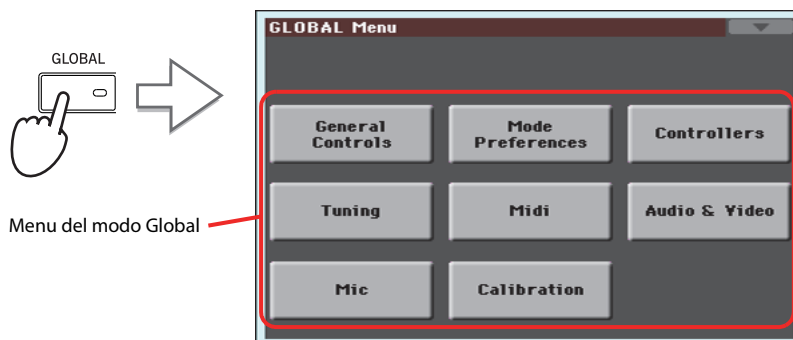 GLOBAL Menu
GLOBAL
General
Controls
Mode
Preferences
Controllers
Tuning
Midi
Audio & Video
Menu del modo Global
Mic
Calibration